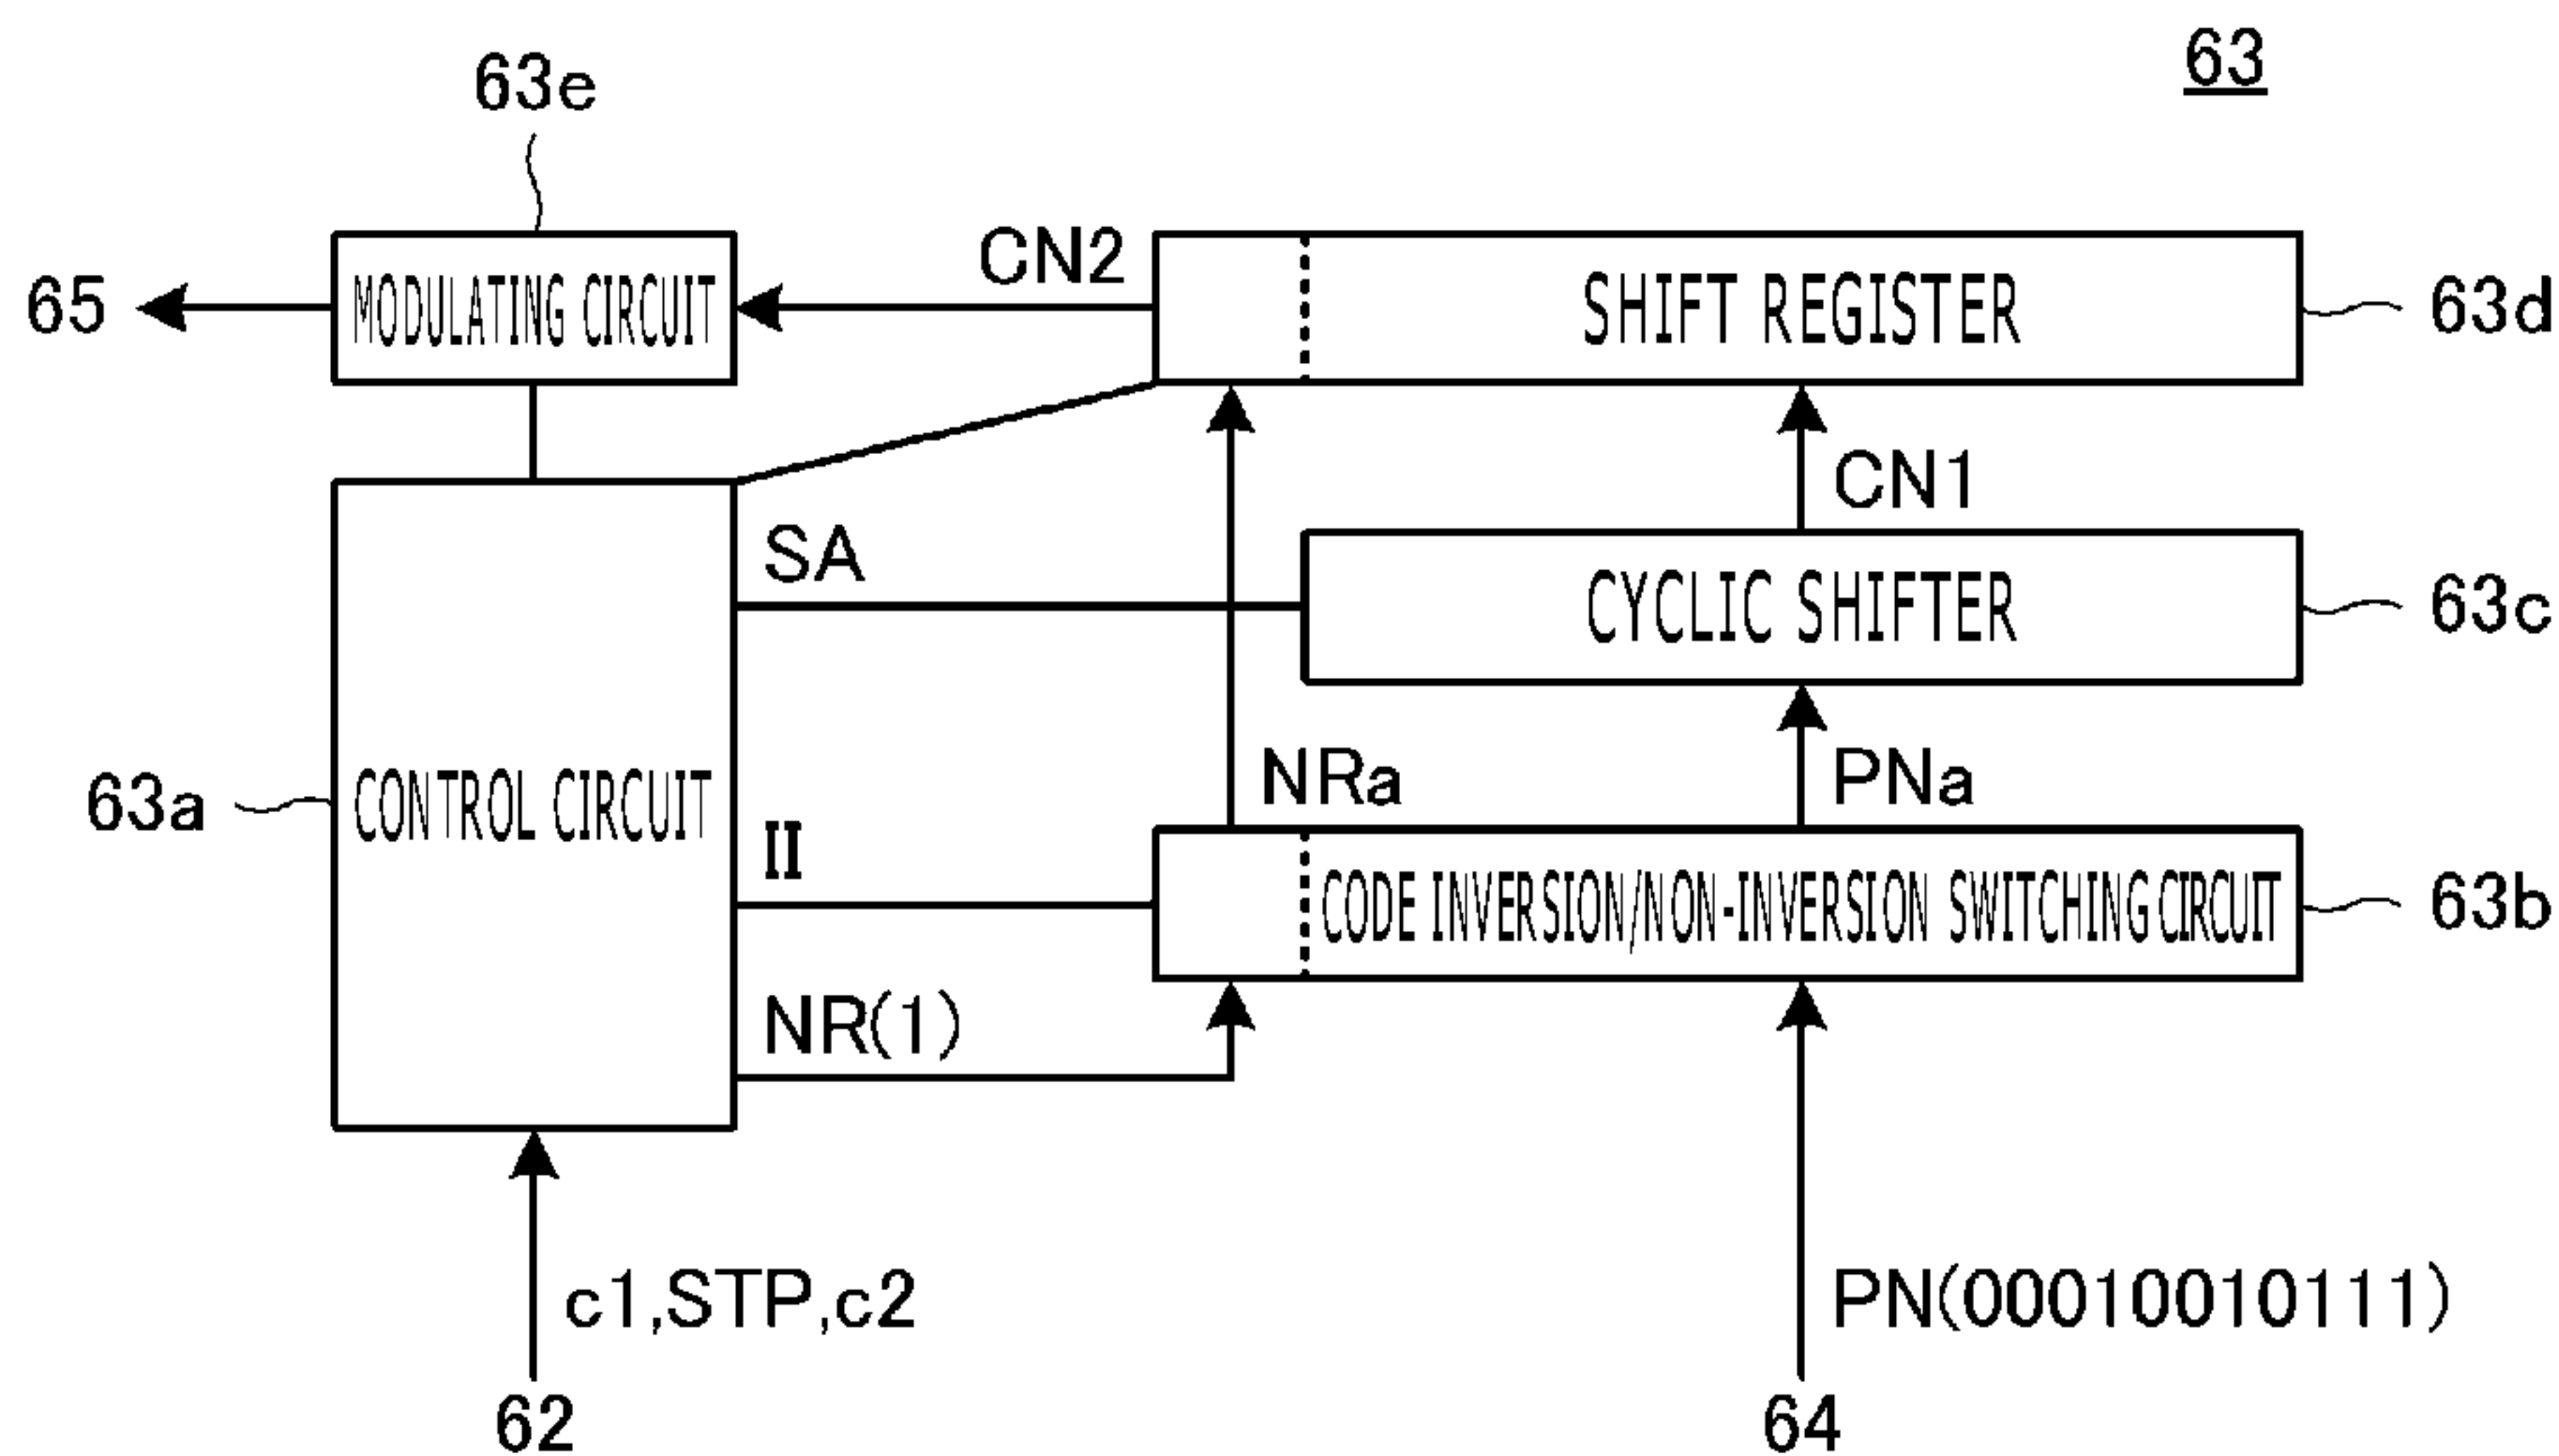 63
63e
CN2
65
MODULATING CIRCUIT
SHIFT REGISTER
63d
CN1
SA
CYCLIC SHIFTER
63c
63a
CONTROL CIRCUIT
NRa
PNa
II
CODE INVERSION/NON-INVERSION SWITCHING CIRCUIT
63b
NR(1)
c1,STP,c2
PN(00010010111)
62
64